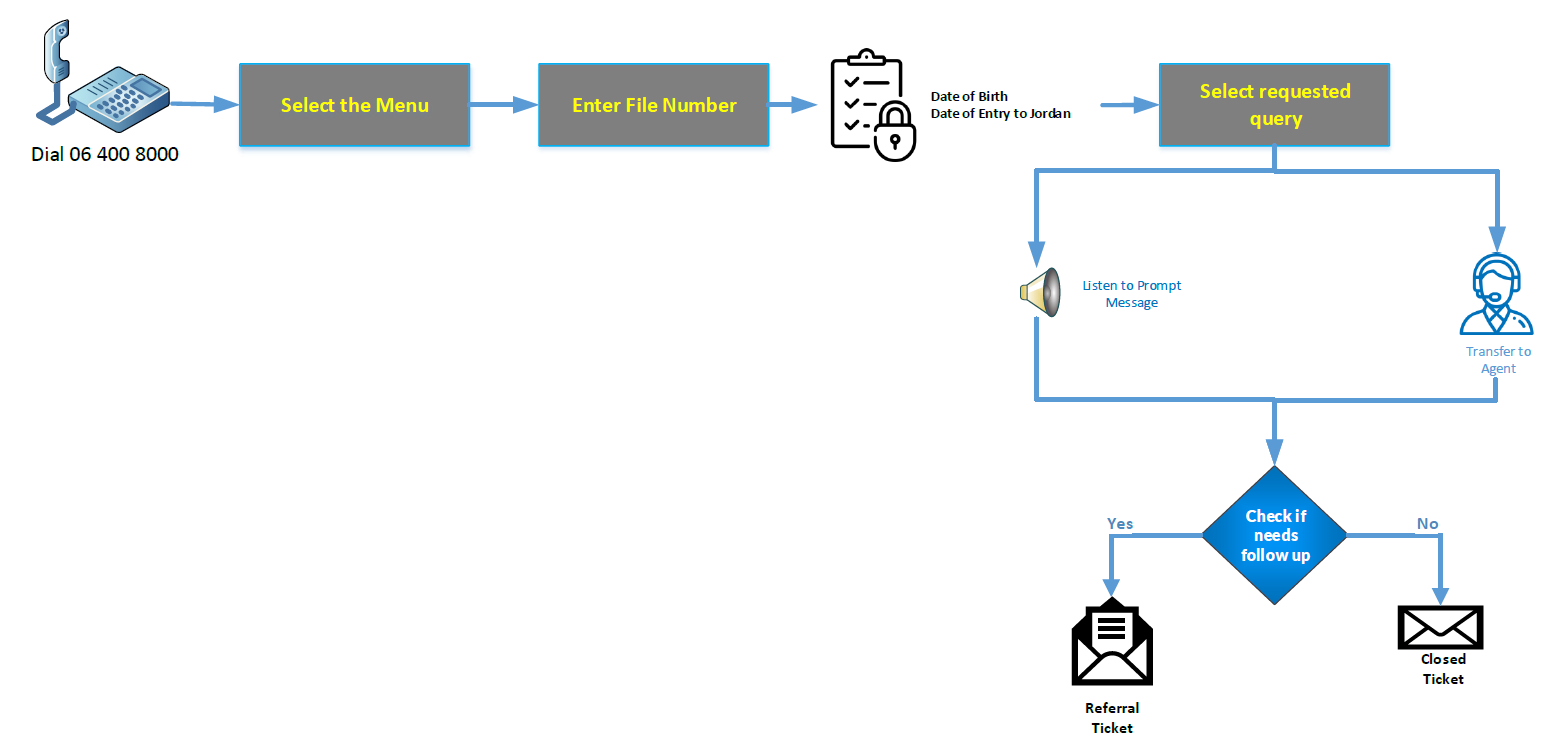 Dial 06 400 8000
Select the Menu
Enter File Number
Date of Birth
Date of Entry to Jordan
Select requested
query
Listen to Prompt
Message
Transfer to
Agent
Check if
needs
follow up
Yes
No
Referral
Ticket
Closed
Ticket